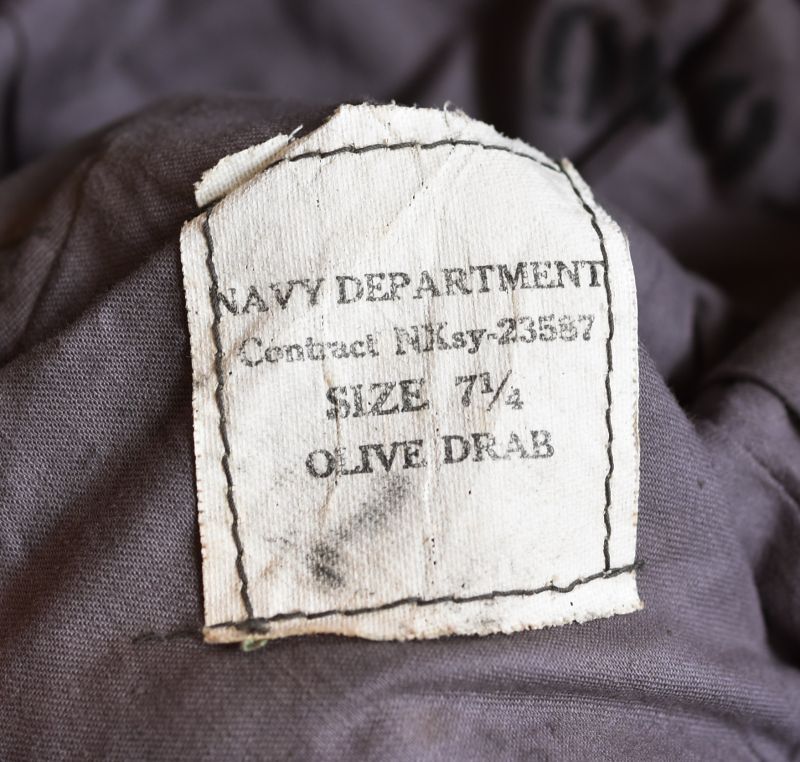 NAVY DEPARTMENT
Contract NXsy-23587
SIZE 7¼
OLIVE DRAB